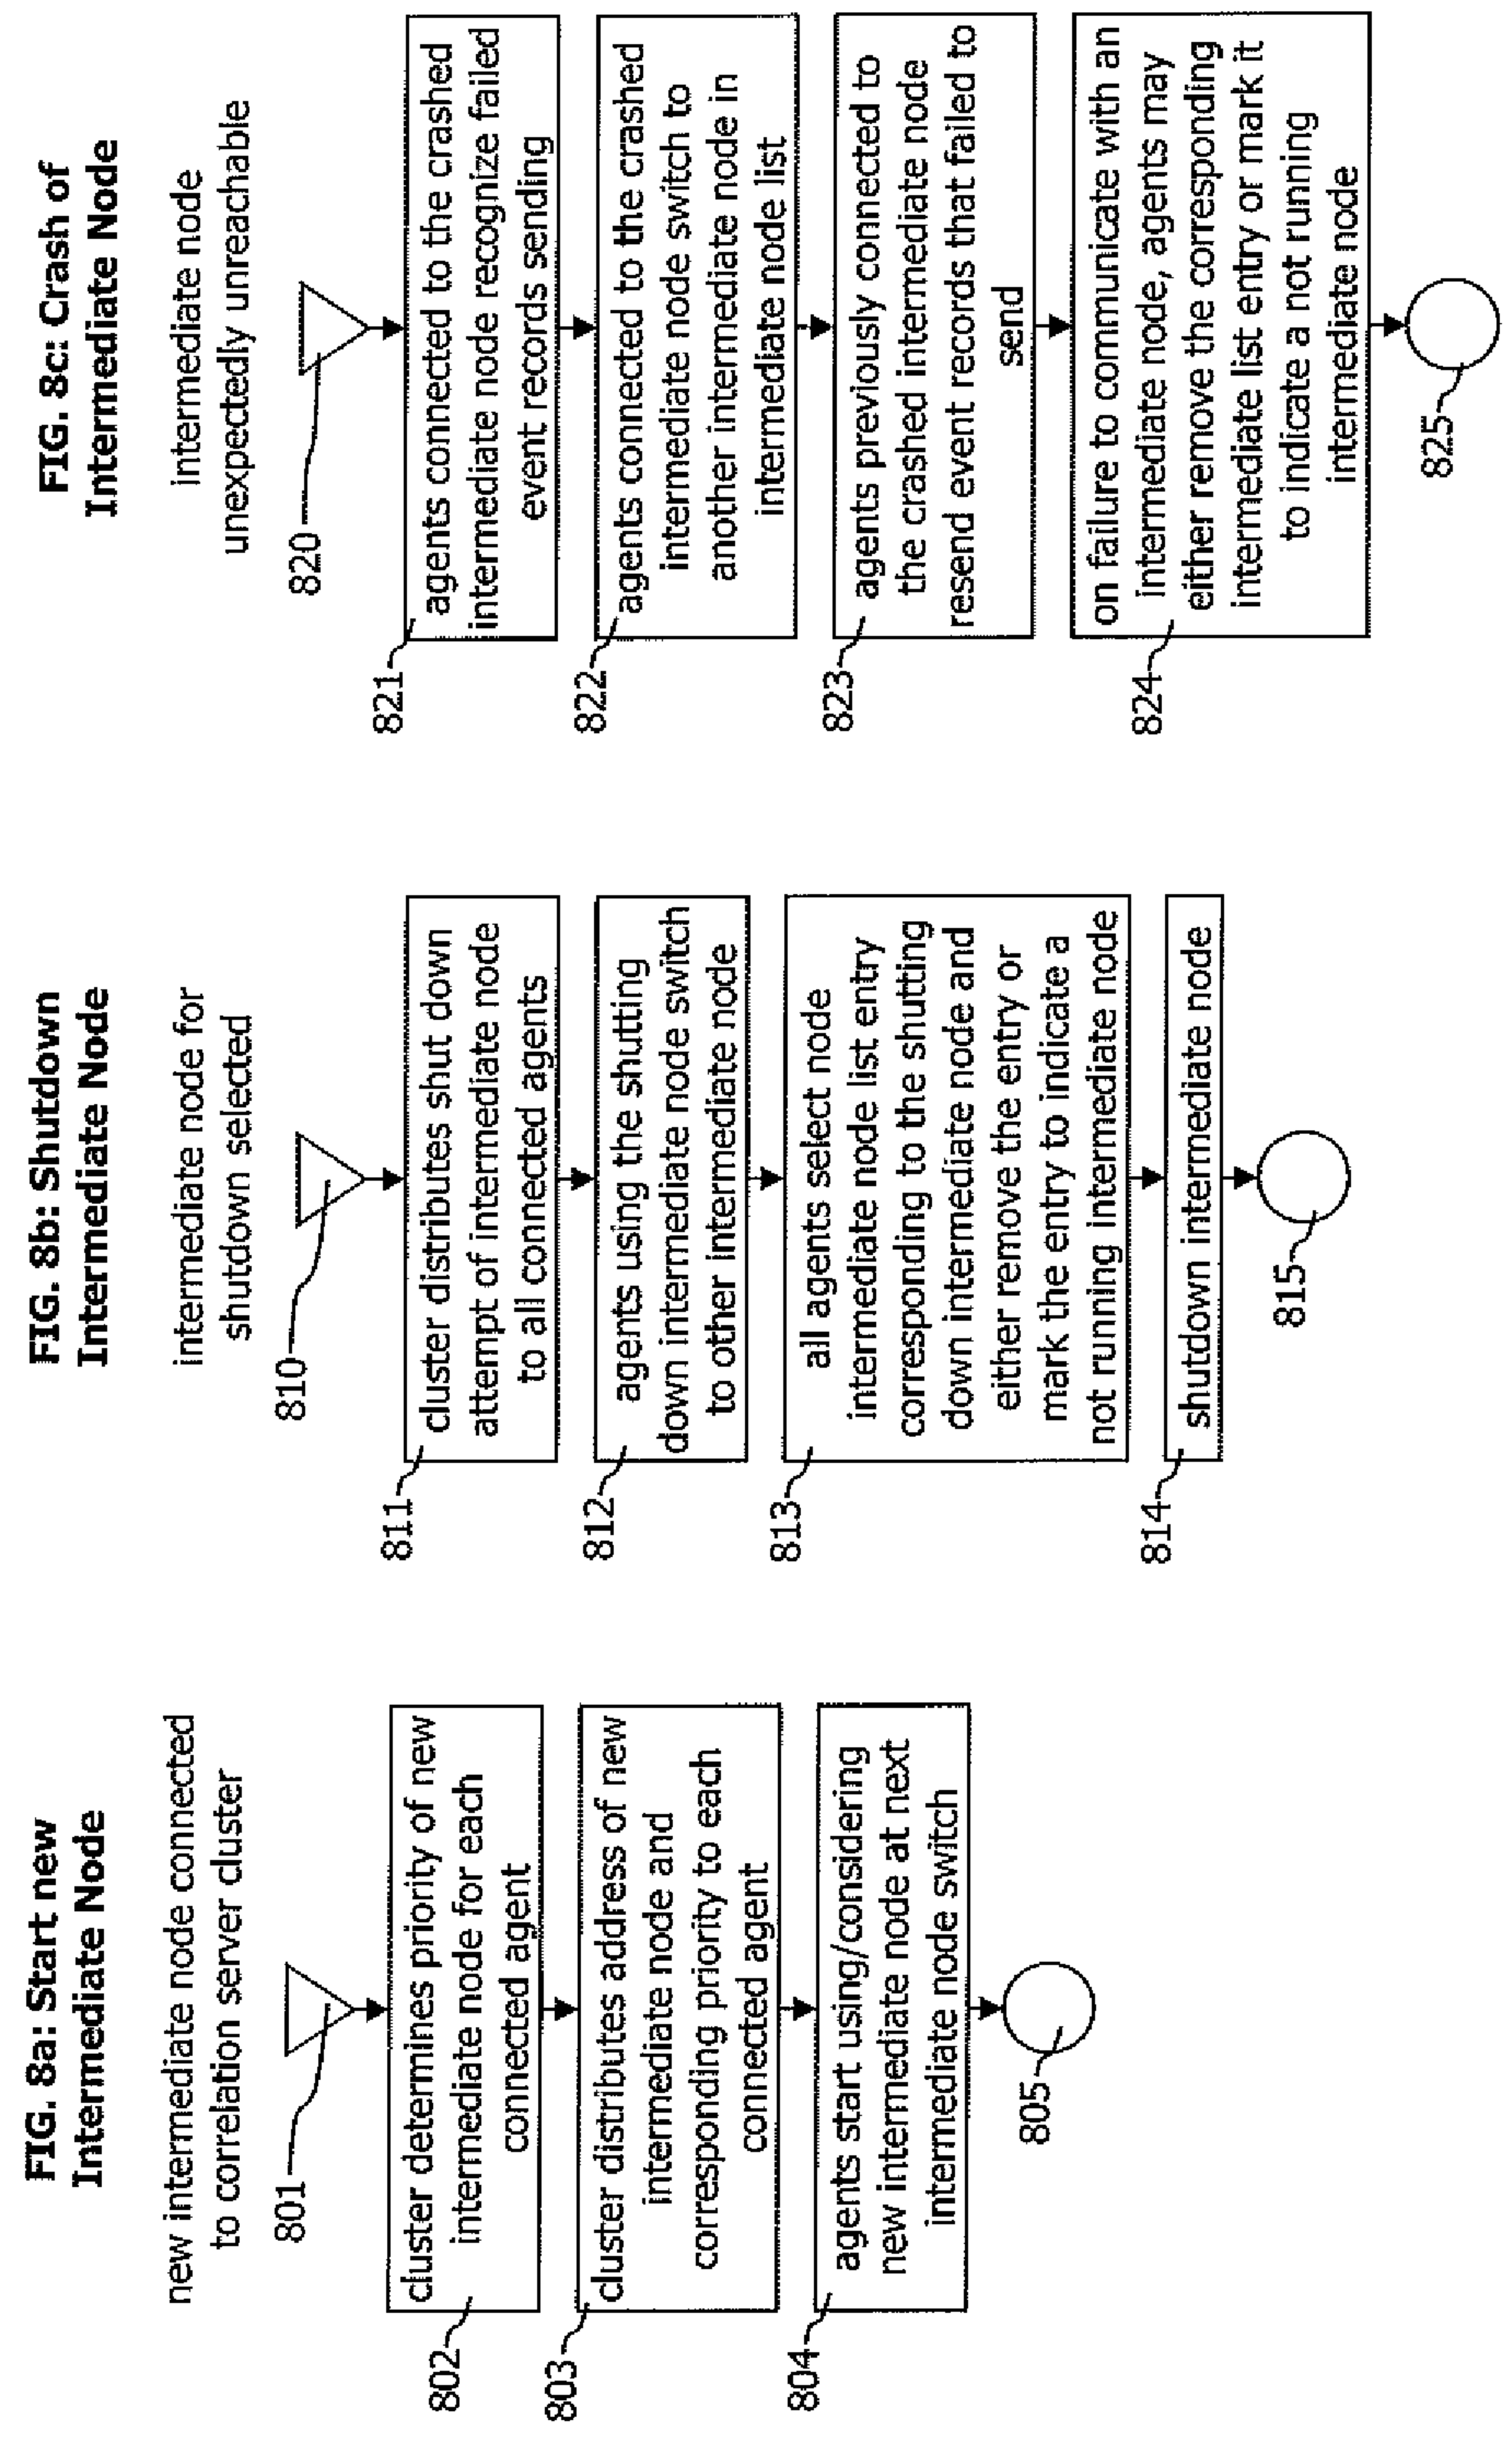 FIG. 8a: Start new
Intermediate Node
new intermediate node connected
to correlation server cluster
801
802
cluster determines priority of new
intermediate node for each
connected agent
803
cluster distributes address of new
intermediate node and
corresponding priority to each
connected agent
804
agents start using/considering
new intermediate node at next
intermediate node switch
805
FIG. 8b: Shutdown
Intermediate Node
intermediate node for
shutdown selected
810
811
cluster distributes shut down
attempt of intermediate node
to all connected agents
812
agents using the shutting
down intermediate node switch
to other intermediate node
813
all agents select node
intermediate node list entry
corresponding to the shutting
down intermediate node and
either remove the entry or
mark the entry to indicate a
not running intermediate node
814
shutdown intermediate node
815
FIG. 8c: Crash of
Intermediate Node
intermediate node
unexpectedly unreachable
820
821
agents connected to the crashed
intermediate node recognize failed
event records sending
822
agents connected to the crashed
intermediate node switch to
another intermediate node in
intermediate node list
823
agents previously connected to
the crashed intermediate node
resend event records that failed to
send
824
on failure to communicate with an
intermediate node, agents may
either remove the corresponding
intermediate list entry or mark it
to indicate a not running
intermediate node
825